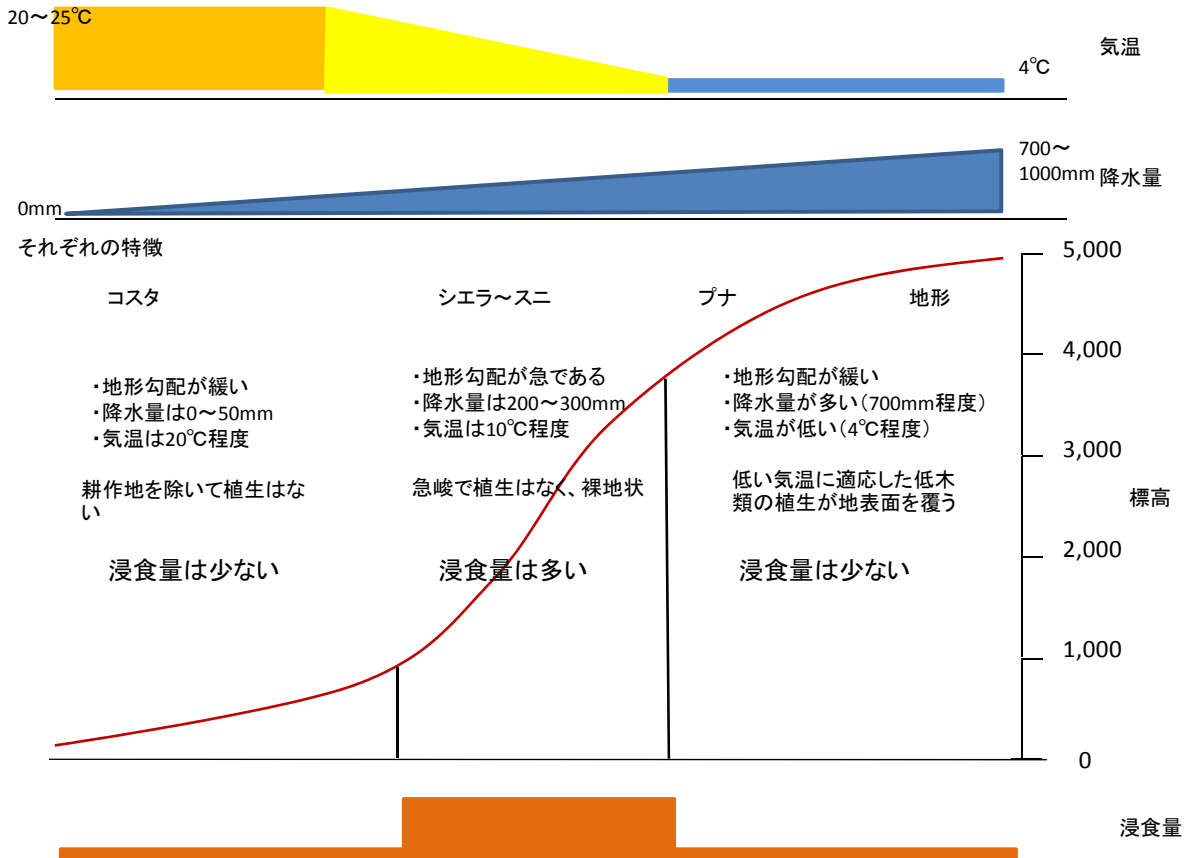 20～25℃
気温
4℃
700～
1000mm
降水量
0mm
それぞれの特徴
5,000
コスタ
シエラ～スニ
プナ
地形
4,000
・地形勾配が緩い
・降水量は0～50mm
・気温は20℃程度
・地形勾配が急である
・降水量は200～300mm
・気温は10℃程度
・地形勾配が緩い
・降水量が多い（700mm程度）
・気温が低い（4℃程度）
3,000
耕作地を除いて植生はな
い
急峻で植生はなく、裸地状
低い気温に適応した低木
類の植生が地表面を覆う
標高
2,000
浸食量は少ない
浸食量は多い
浸食量は少ない
1,000
0
浸食量